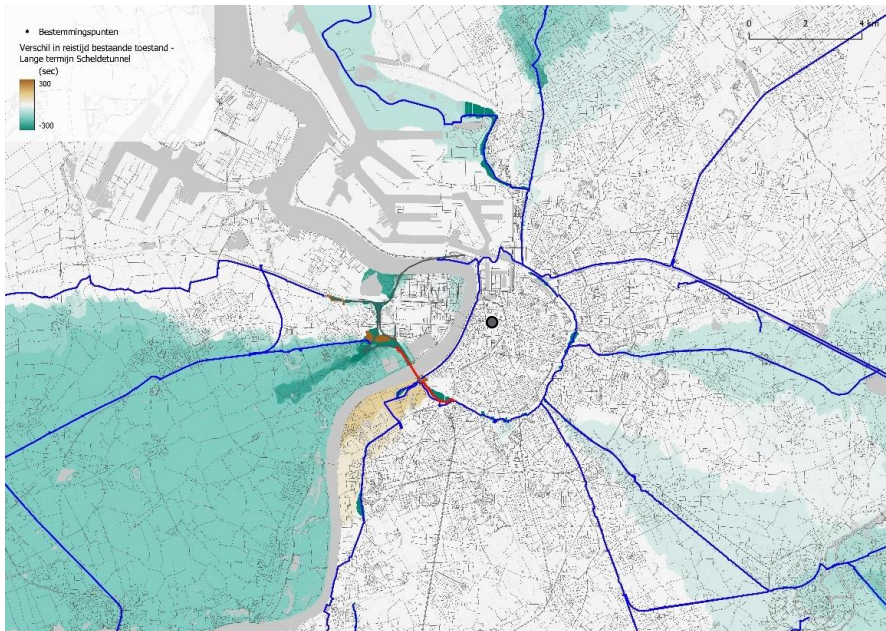 Bestemmingspunten
Verschil in reistijd bestaande toestand -
Lange termijn Scheldetunnel
(sec)
300
-300
0 2 4 km